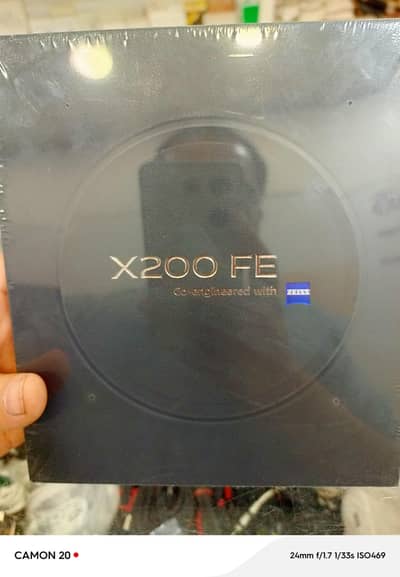 X200 FE
Co-engineered with ZEISS
CAMON 20
24mm f/1.7 1/33s ISO469